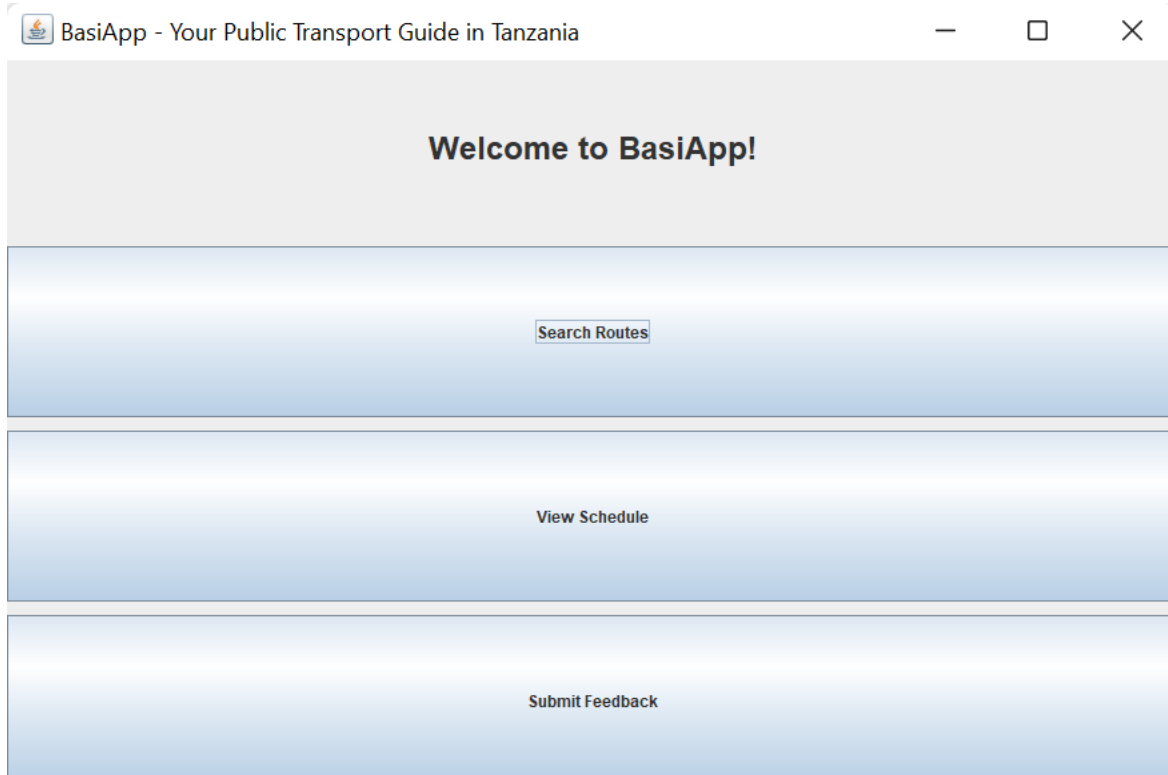 BasiApp - Your Public Transport Guide in Tanzania
Welcome to BasiApp!
Search Routes
View Schedule
Submit Feedback